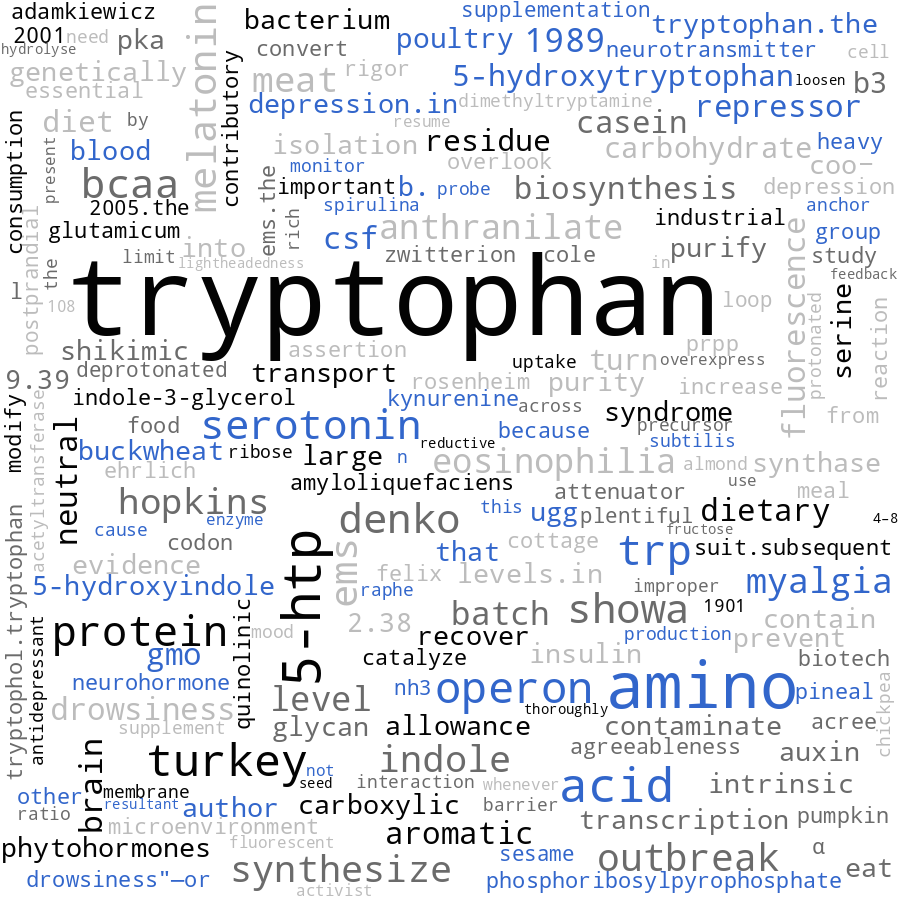 adamkiewicz
supplementation
bacterium
tryptophan.the
2001
need
pka
poultry
1989
neurotransmitter
hydrolyse
convert
cell
genetically
melatonin
meat
rigor
5-hydroxytryptophan
loosen
b3
essential
contributory
depression.in
dimethyltryptamine
repressor
diet
by
resume
casein
consumption
blood
isolation
residue
carbohydrate
heavy
present
monitor
overlook
coo−
bcaa
ems.the
important
b.
probe
biosynthesis
depression
2005.the
rich
spirulina
anchor
glutamicum
csf
anthranilate
industrial
group
postprandial
limit
into
zwitterion
cole
purify
fluorescence
study
the
lightheadedness
in
feedback
l
108
tryptophan
loop
protonated
serine
reaction
shikimic
assertion
prpp
deprotonated
transport
uptake
turn
overexpress
9.39
rosenheim
purity
increase
modify
indole-3-glycerol
kynurenine
across
acetyltransferase
neutral
food
serotonin
because
syndrome
from
precursor
buckwheat
ribose
large
n
reductive
subtilis
ehrlich
eosinophilia
almond
synthase
amyloliquefaciens
attenuator
use
meal
hopkins
denko
this
ugg
plentiful
dietary
cause
enzyme
fructose
4–8
tryptophol.tryptophan
codon
5-htp
ems
that
cottage
trp
suit.subsequent
evidence
felix
levels.in
5-hydroxyindole
raphe
improper
myalgia
antidepressant
quinolinic
batch
showa
1901
protein
mood
2.38
recover
production
contain
prevent
gmo
catalyze
insulin
biotech
neurohormone
nh3
operon
amino
pineal
drowsiness
level
thoroughly
chickpea
supplement
glycan
allowance
contaminate
acree
brain
turkey
indole
agreeableness
auxin
not
seed
interaction
whenever
acid
intrinsic
other
membrane
resultant
author
carboxylic
barrier
ratio
microenvironment
aromatic
transcription
pumpkin
phytohormones
fluorescent
sesame
outbreak
α
drowsiness"—or
synthesize
phosphoribosylpyrophosphate
eat
activist